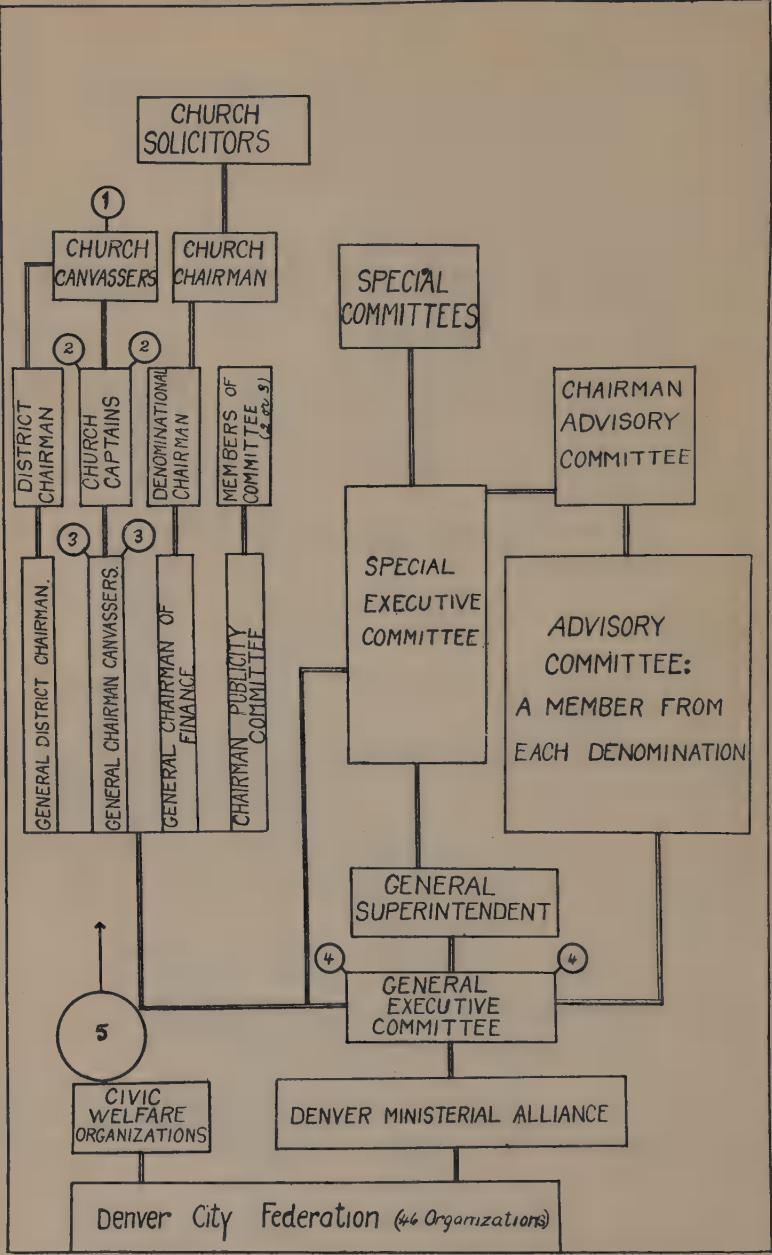 CHURCH
SOLICITORS
1
CHURCH
CANVASSERS
CHURCH
CHAIRMAN
SPECIAL
COMMITTEES
2
2
DISTRICT
CHAIRMAN
CHURCH
CAPTAINS
DENOMINATIONAL
CHAIRMAN
MEMBERS OF
COMMITTEE
(2 or 3)
CHAIRMAN
ADVISORY
COMMITTEE
3
3
GENERAL DISTRICT CHAIRMAN.
GENERAL CHAIRMAN CANVASSERS.
GENERAL CHAIRMAN OF
FINANCE
CHAIRMAN PUBLICITY
COMMITTEE
SPECIAL
EXECUTIVE
COMMITTEE
ADVISORY
COMMITTEE:
A MEMBER FROM
EACH DENOMINATION
GENERAL
SUPERINTENDENT
4
4
GENERAL
EXECUTIVE
COMMITTEE
5
CIVIC
WELFARE
ORGANIZATIONS
DENVER MINISTERIAL ALLIANCE
Denver City Federation (46 Organizations)